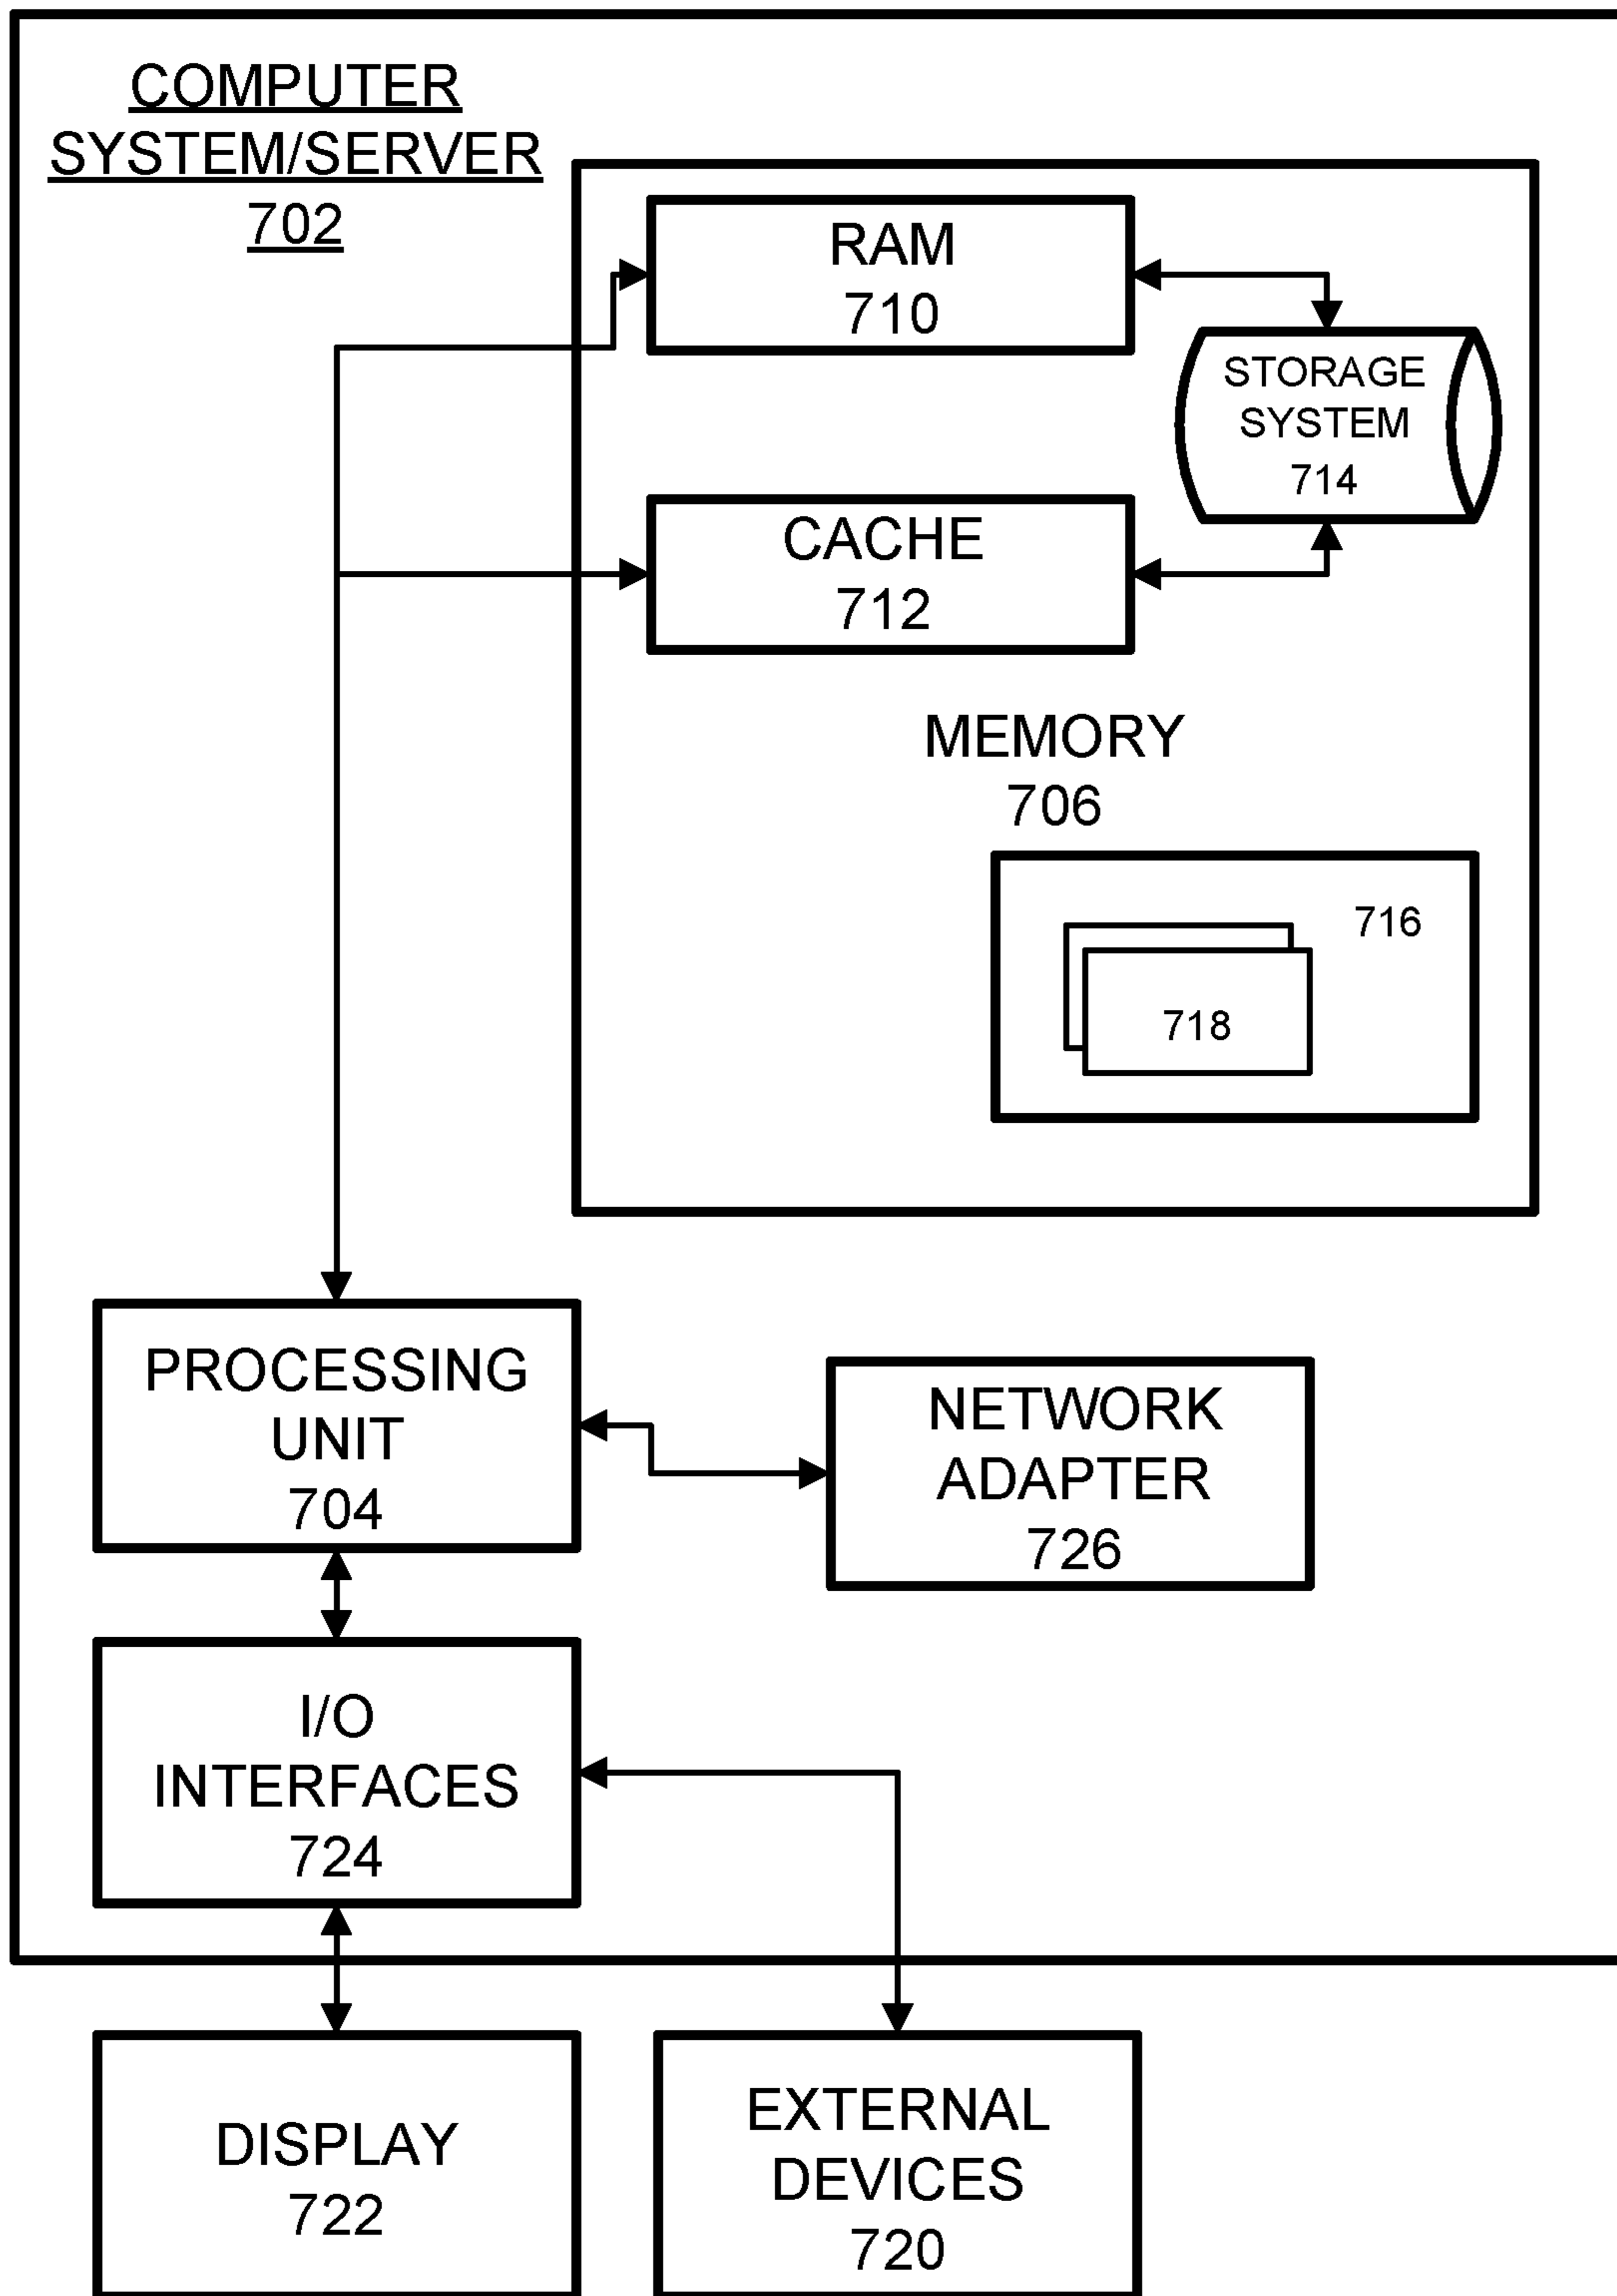 COMPUTER
SYSTEM/SERVER
702
RAM
710
STORAGE
SYSTEM
714
CACHE
712
MEMORY
706
716
718
PROCESSING
UNIT
704
NETWORK
ADAPTER
726
I/O
INTERFACES
724
DISPLAY
722
EXTERNAL
DEVICES
720